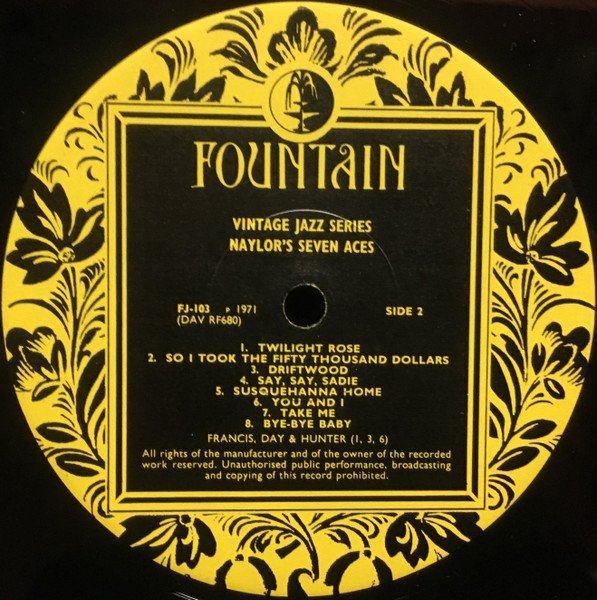 FOUNTAIN
VINTAGE JAZZ SERIES
NAYLOR'S SEVEN ACES
FJ-103 ℗ 1971 SIDE 2
(DAV RF680)
1. TWILIGHT ROSE
2. SO I TOOK THE FIFTY THOUSAND DOLLARS
3. DRIFTWOOD
4. SAY, SAY, SADIE
5. SUSQUEHANNA HOME
6. YOU AND I
7. TAKE ME
8. BYE-BYE BABY
FRANCIS, DAY & HUNTER (1, 3, 6)
All rights of the manufacturer and of the owner of the recorded
work reserved. Unauthorised public performance, broadcasting
and copying of this record prohibited.